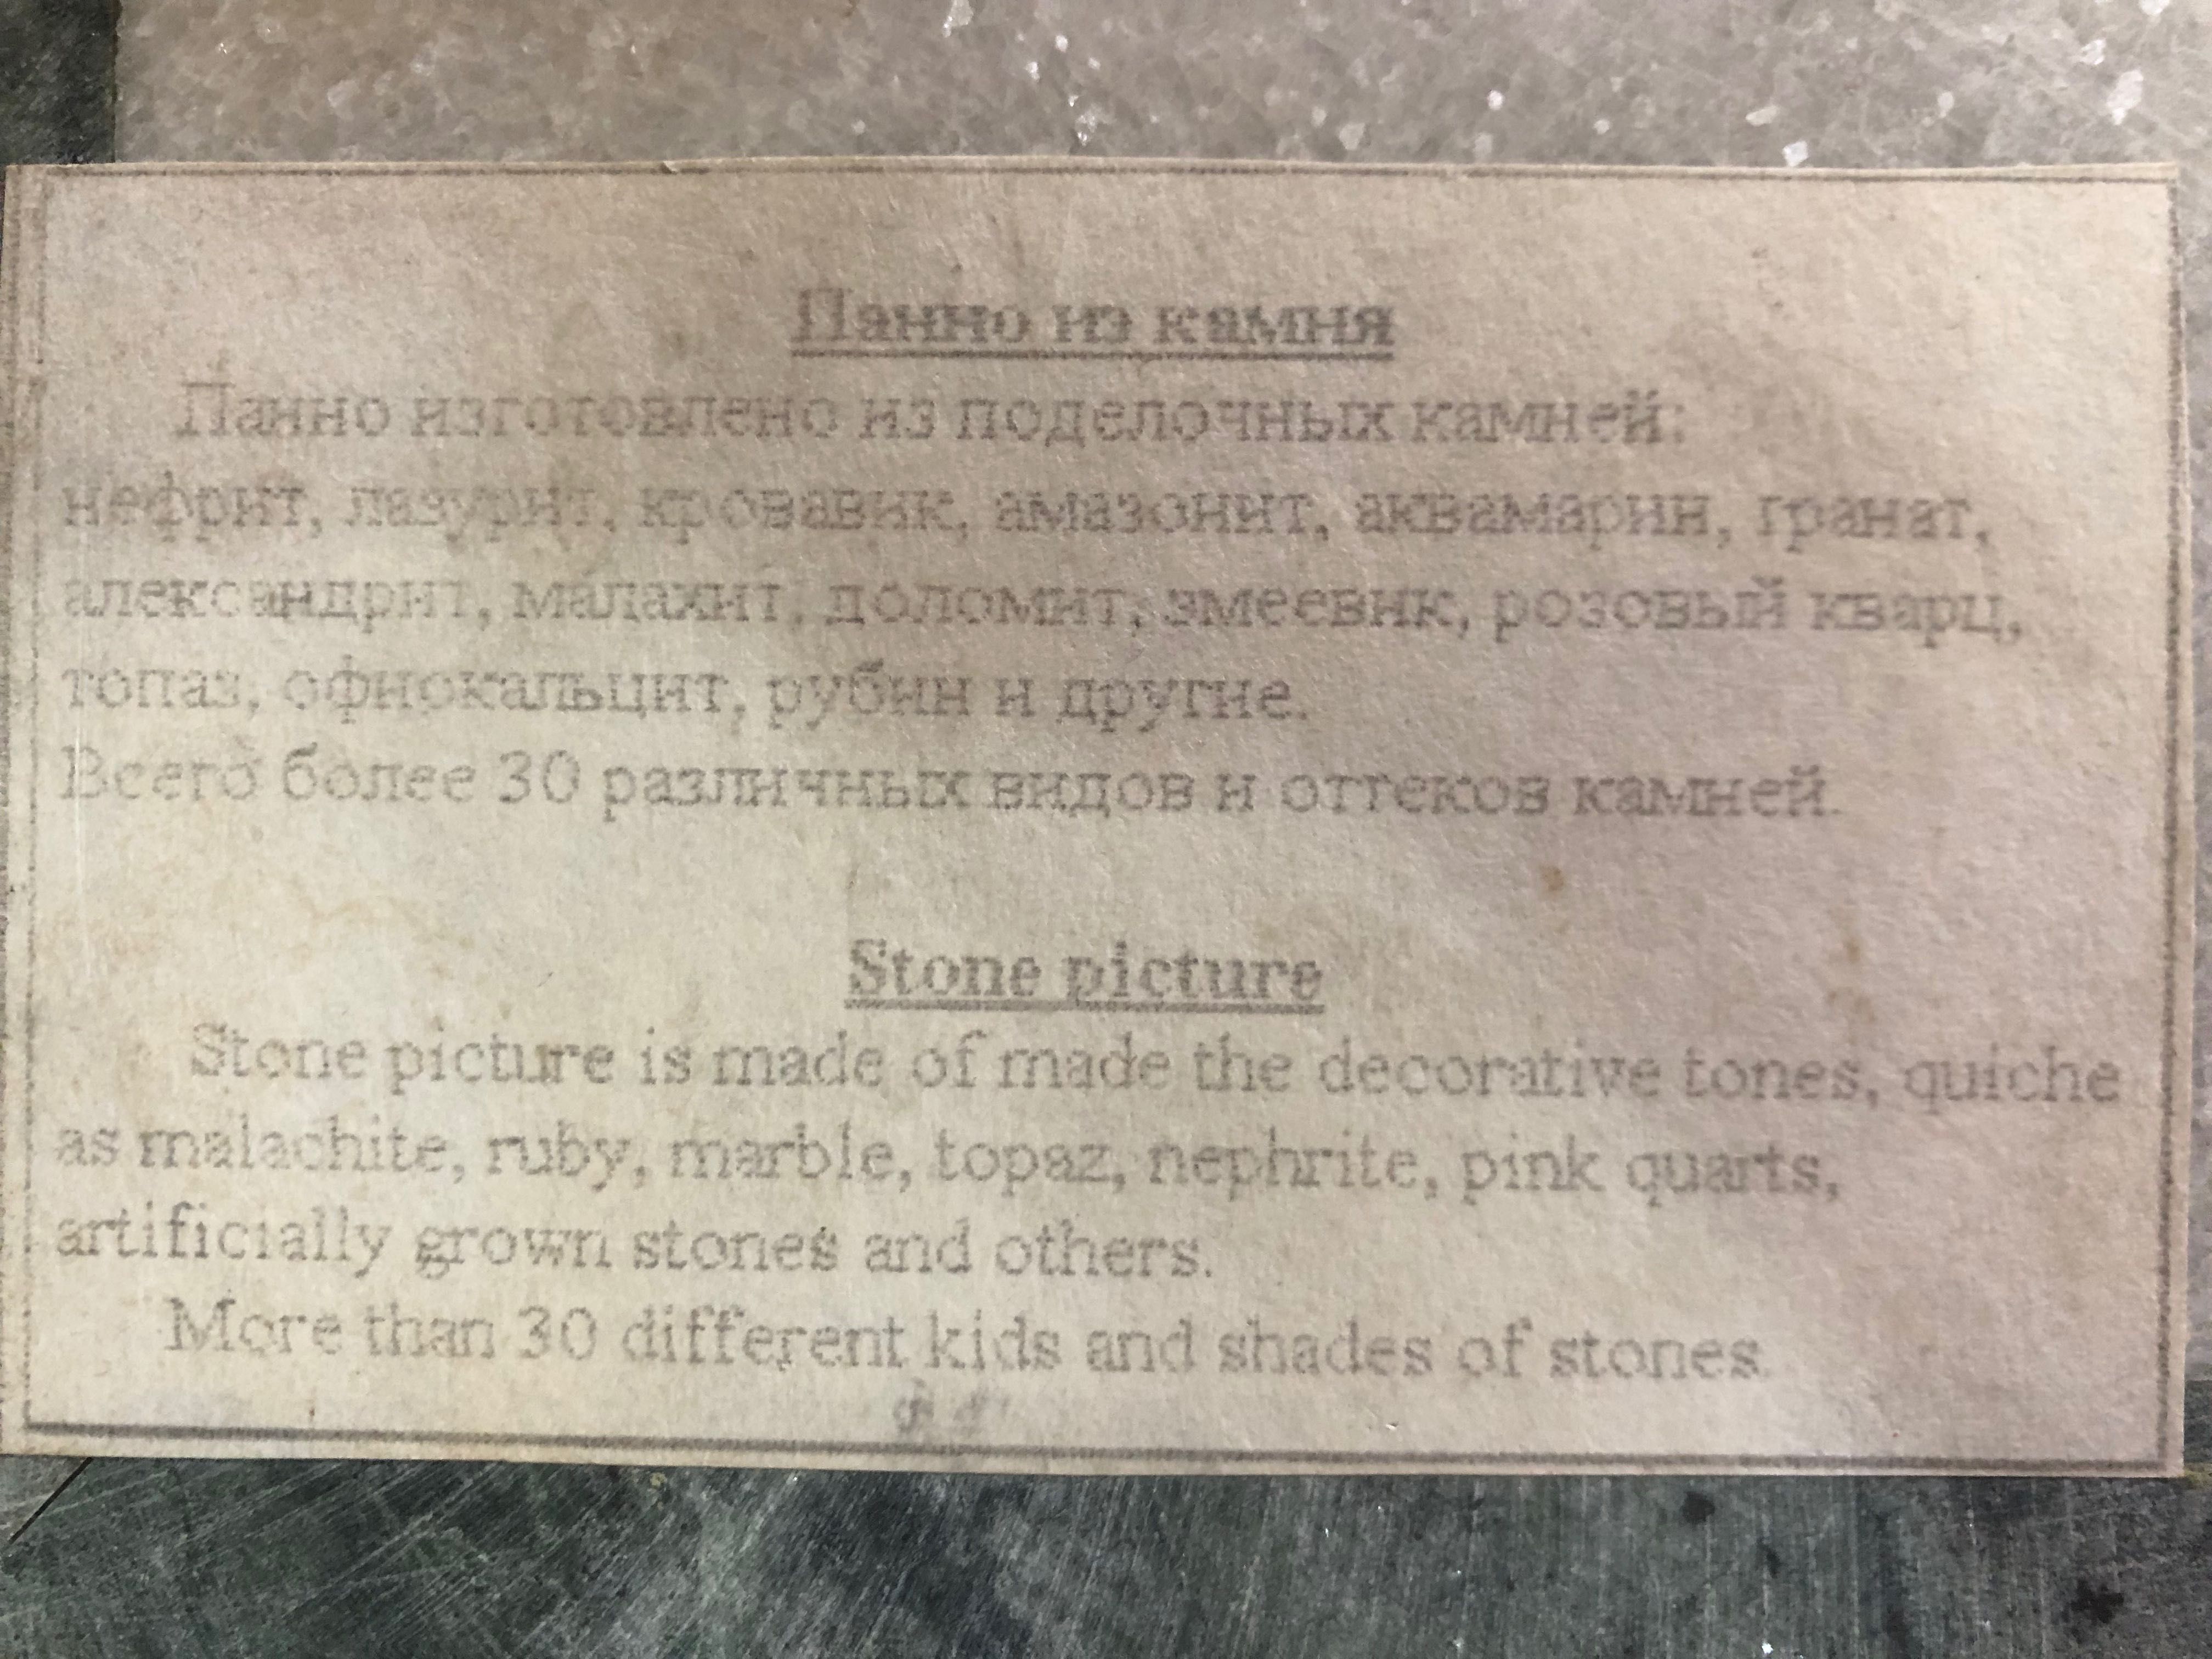 Панно из камня
Панно изготовлено из поделочных камней:
нефрит, лазурит, кровавик, амазонит, аквамарин, гранат,
александрит, малахит, доломит, змеевик, розовый кварц,
топаз, офиокальцит, рубин и другие.
Всего более 30 различных видов и оттеков камней.
Stone picture
Stone picture is made of made the decorative tones, quiche
as malachite, ruby, marble, topaz, nephrite, pink quarts,
artificially grown stones and others.
More than 30 different kids and shades of stones.